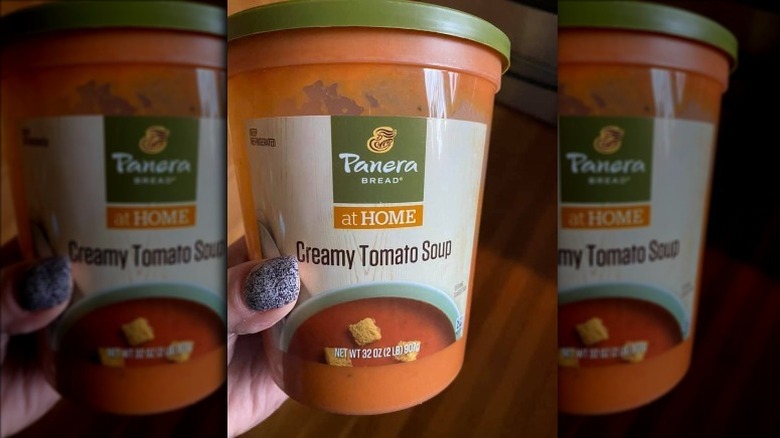 KEEP
REFRIGERATED
Panera
BREAD®
at HOME
Creamy Tomato Soup
NET WT 32 OZ (2 LB) 907g